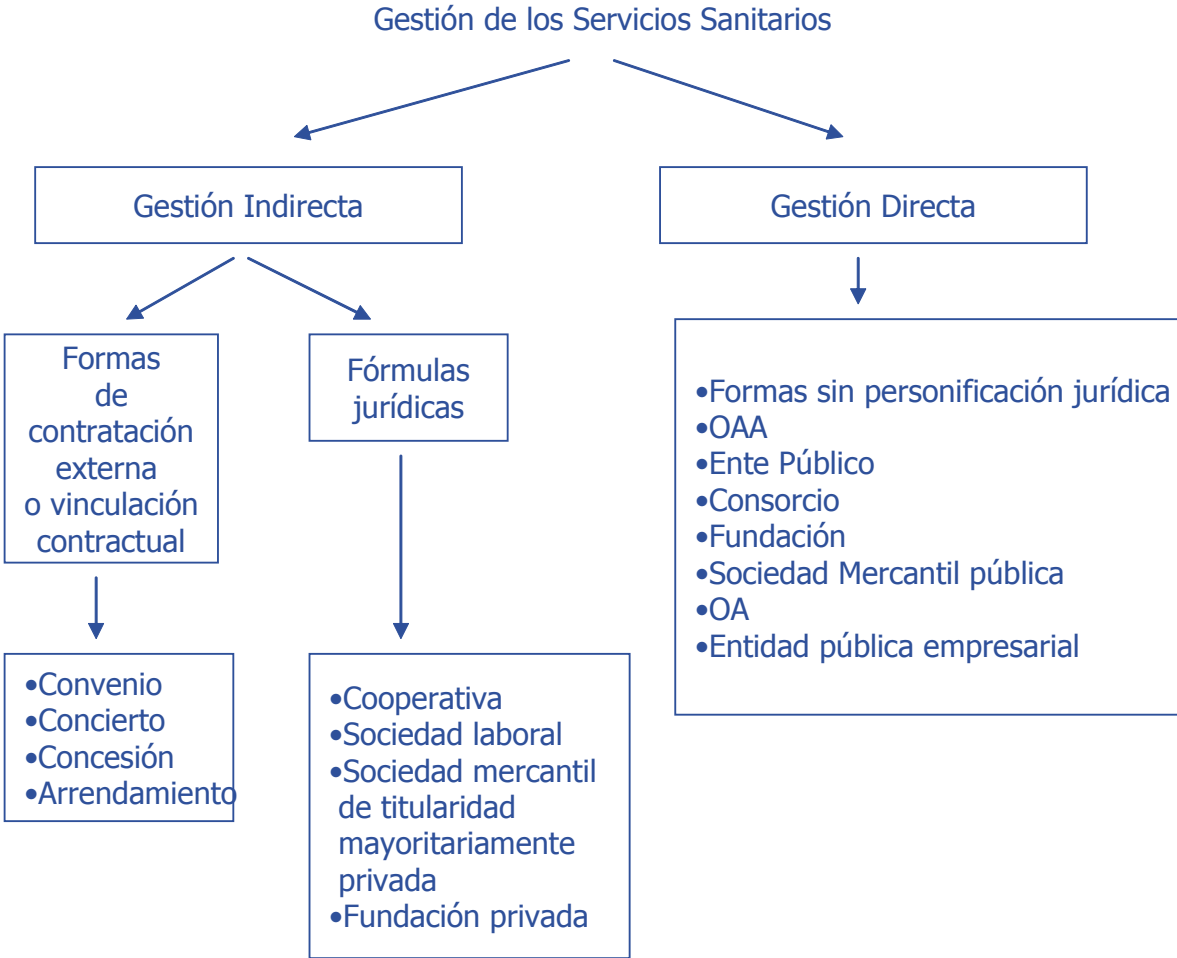 Gestión de los Servicios Sanitarios
Gestión Indirecta
Gestión Directa
Formas
de
contratación
externa
o vinculación
contractual
Fórmulas
jurídicas
•Formas sin personificación jurídica
•OAA
•Ente Público
•Consorcio
•Fundación
•Sociedad Mercantil pública
•OA
•Entidad pública empresarial
•Convenio
•Concierto
•Concesión
•Arrendamiento
•Cooperativa
•Sociedad laboral
•Sociedad mercantil
de titularidad
mayoritariamente
privada
•Fundación privada